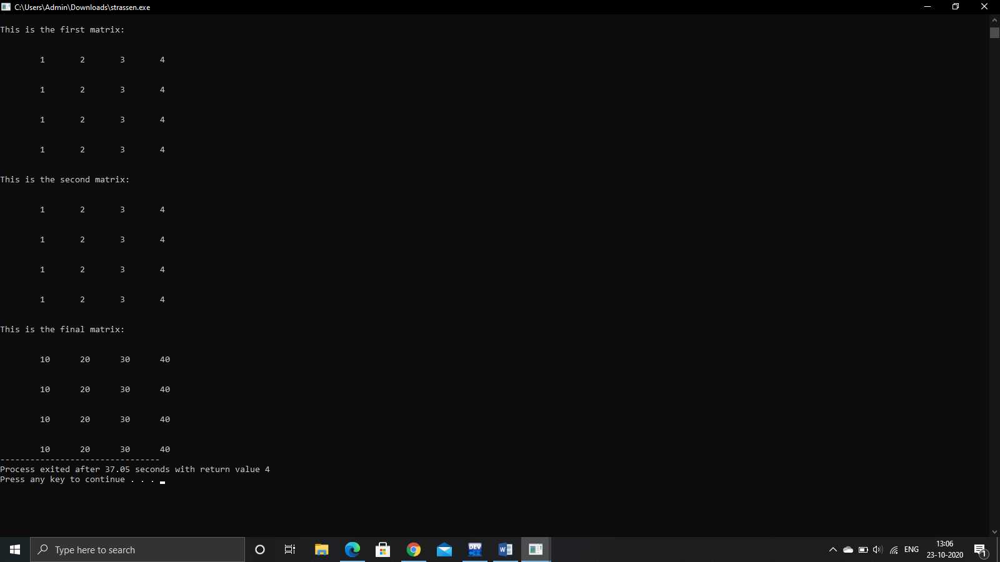 C:\Users\Admin\Downloads\strassen.exe
This is the first matrix:
1 2 3 4
1 2 3 4
1 2 3 4
1 2 3 4
This is the second matrix:
1 2 3 4
1 2 3 4
1 2 3 4
1 2 3 4
This is the final matrix:
10 20 30 40
10 20 30 40
10 20 30 40
10 20 30 40
--------------------------------
Process exited after 37.05 seconds with return value 4
Press any key to continue . . .
Type here to search
DEV
W
ENG
13:06
23-10-2020
1